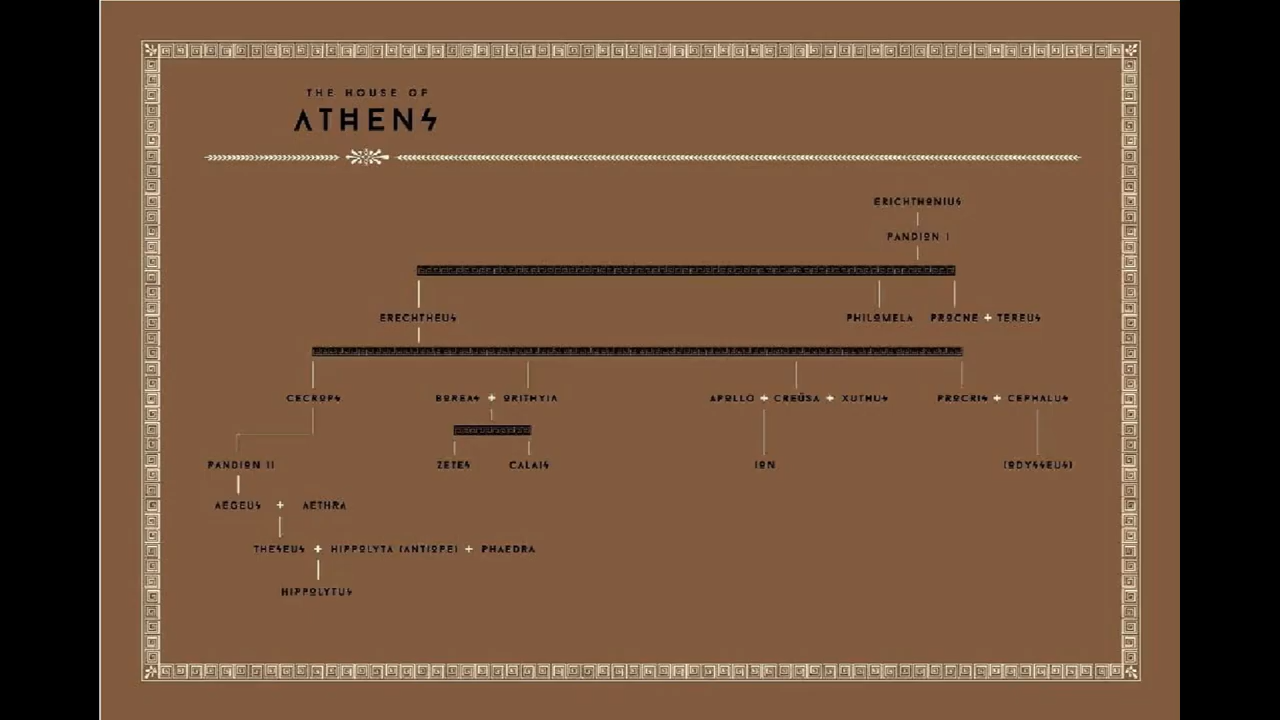 THE HOUSE OF
ATHENS
ERICHTHONIUS
PANDION I
ERECHTHEUS PHILOMELA PROCNE + TEREUS
CECROPS BOREAS + ORITHYIA APOLLO + CREÜSA + XUTHUS PROCRIS + CEPHALUS
PANDION II ZETES CALAIS ION (ODYSSEUS)
AEGEUS + AETHRA
THESEUS + HIPPOLYTA (ANTIOPE) + PHAEDRA
HIPPOLYTUS